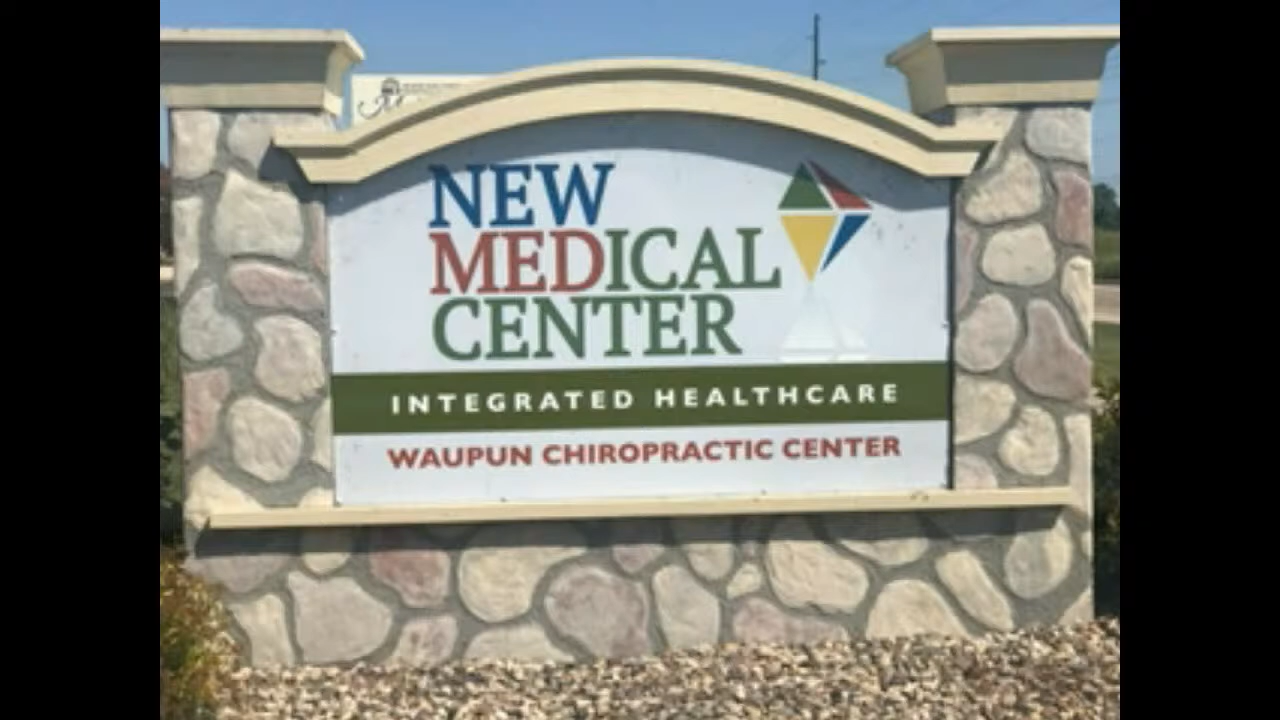 NEW
MEDICAL
CENTER
INTEGRATED HEALTHCARE
WAUPUN CHIROPRACTIC CENTER